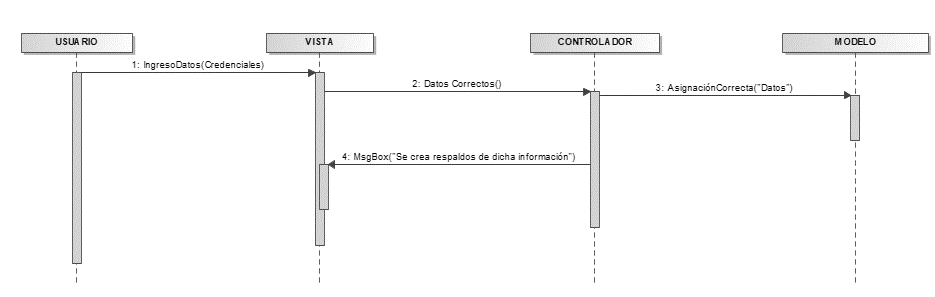 USUARIO
VISTA
CONTROLADOR
MODELO
1: IngresoDatos(Credenciales)
2: Datos Correctos()
3: AsignaciónCorrecta("Datos")
4: MsgBox("Se crea respaldos de dicha información")